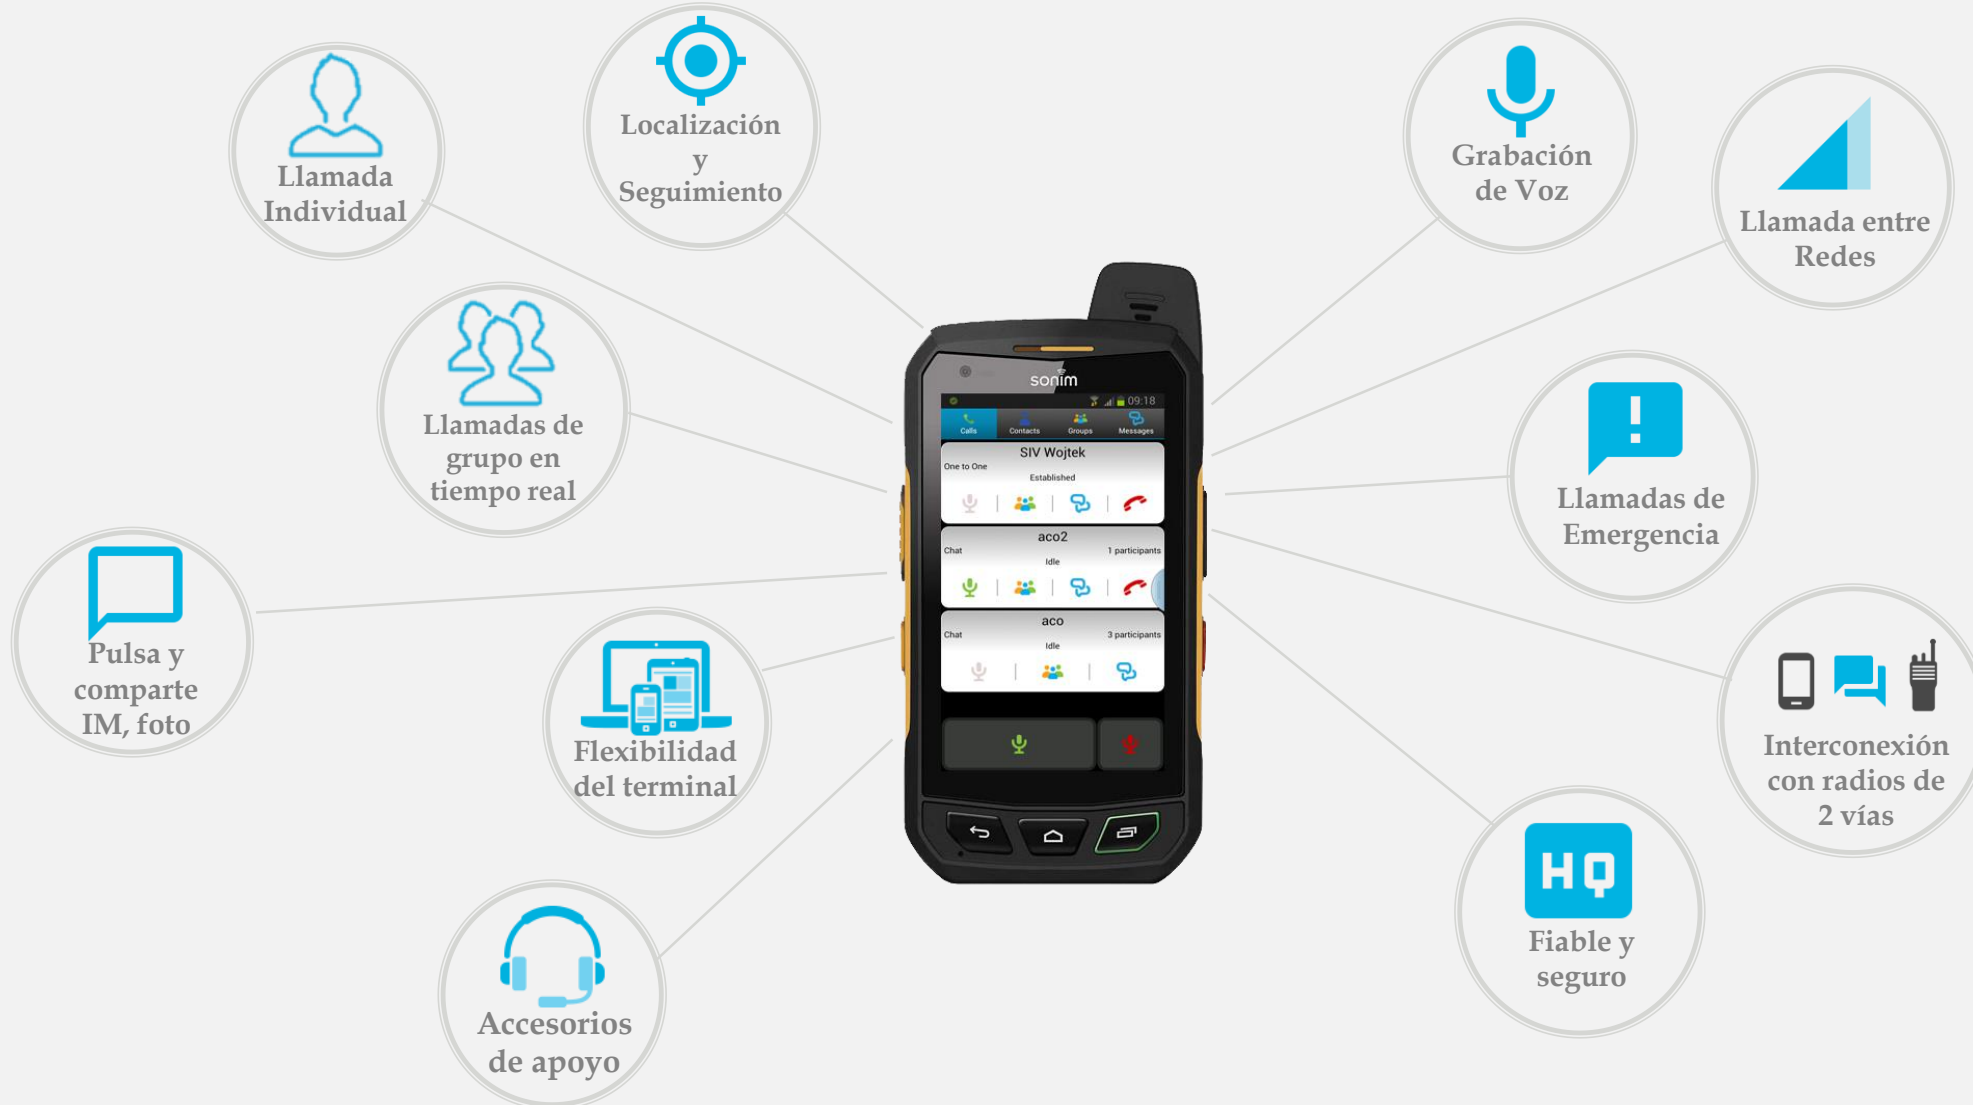 Llamada
Individual
Localización
y
Seguimiento
Grabación
de Voz
Llamada entre
Redes
Llamadas de
grupo en
tiempo real
Llamadas de
Emergencia
Pulsa y
comparte
IM, foto
Flexibilidad
del terminal
Interconexión
con radios de
2 vías
Accesorios
de apoyo
HQ
Fiable y
seguro
sonim
09:18
Calls Contacts Groups Messages
SIV Wojtek
One to One
Established
aco2
Chat 1 participants
Idle
aco
Chat 3 participants
Idle